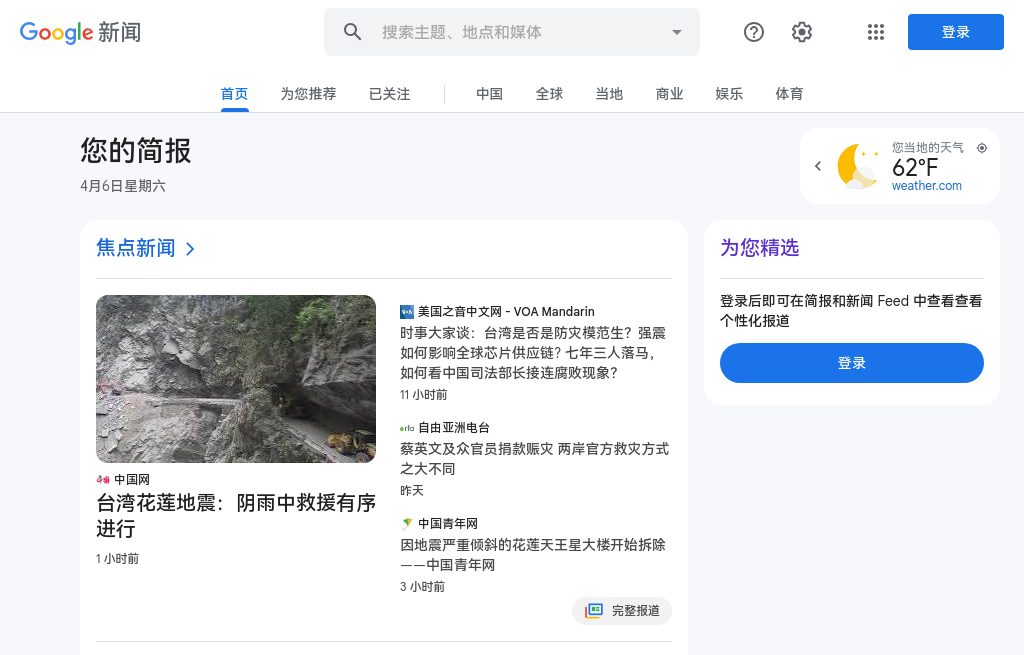 Google 新闻
搜索主题、地点和媒体
登录
首页
为您推荐
已关注
中国
全球
当地
商业
娱乐
体育
您的简报
4月6日星期六
您当地的天气
62°F
weather.com
焦点新闻
中国网
台湾花莲地震：阴雨中救援有序
进行
1 小时前
VOA
美国之音中文网 - VOA Mandarin
时事大家谈：台湾是否是防灾模范生？强震
如何影响全球芯片供应链? 七年三人落马，
如何看中国司法部长接连腐败现象？
11 小时前
rfa
自由亚洲电台
蔡英文及众官员捐款赈灾 两岸官方救灾方式
之大不同
昨天
中国青年网
因地震严重倾斜的花莲天王星大楼开始拆除
——中国青年网
3 小时前
完整报道
为您精选
登录后即可在简报和新闻 Feed 中查看查看
个性化报道
登录